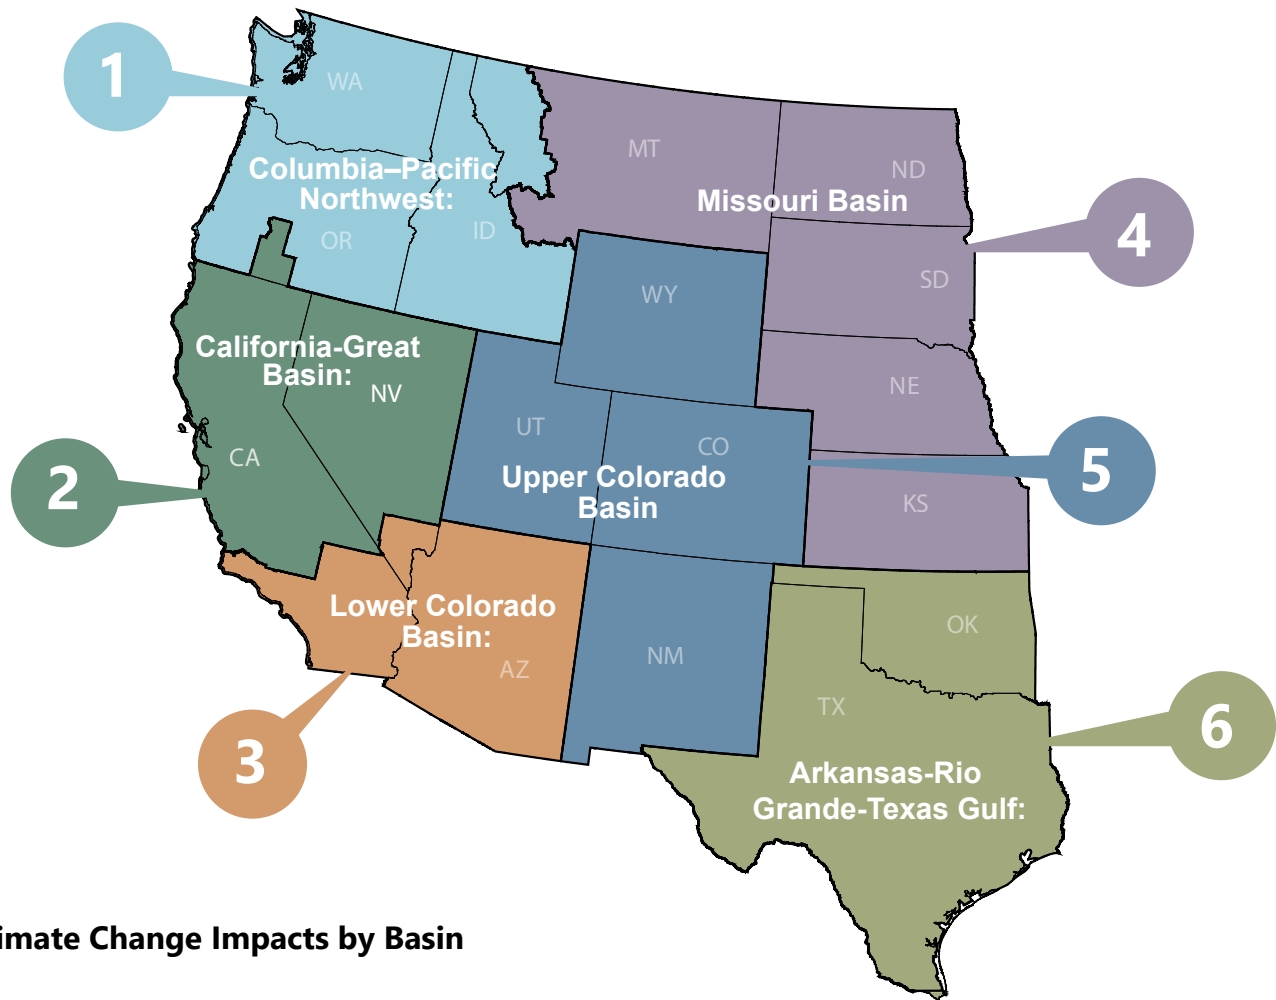 1
WA
Columbia–Pacific
Northwest:
OR
ID
MT
ND
Missouri Basin
4
SD
WY
NE
KS
California-Great
Basin:
NV
CA
2
UT
CO
Upper Colorado
Basin
5
Lower Colorado
Basin:
AZ
3
NM
OK
TX
6
Arkansas-Rio
Grande-Texas Gulf:
imate Change Impacts by Basin